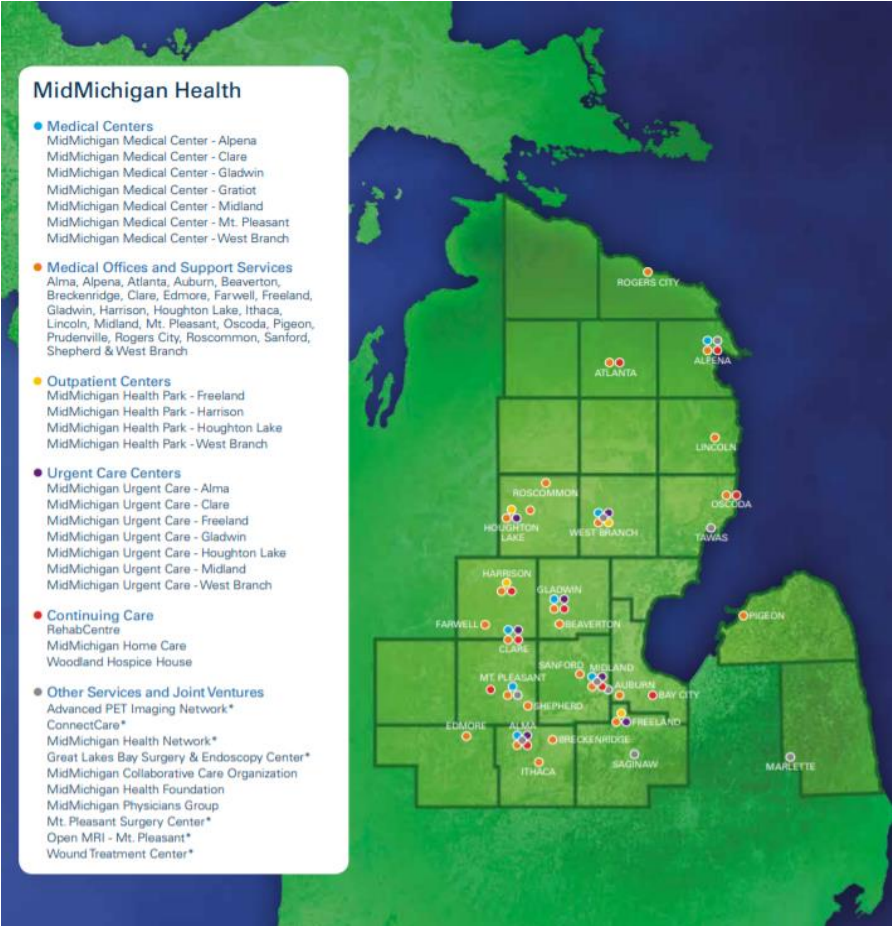 MidMichigan Health
Medical Centers
MidMichigan Medical Center - Alpena
MidMichigan Medical Center - Clare
MidMichigan Medical Center - Gladwin
MidMichigan Medical Center - Gratiot
MidMichigan Medical Center - Midland
MidMichigan Medical Center - Mt. Pleasant
MidMichigan Medical Center - West Branch
Medical Offices and Support Services
Alma, Alpena, Atlanta, Auburn, Beaverton,
Breckenridge, Clare, Edmore, Farwell, Freeland,
Gladwin, Harrison, Houghton Lake, Ithaca,
Lincoln, Midland, Mt. Pleasant, Oscoda, Pigeon,
Prudenville, Rogers City, Roscommon, Sanford,
Shepherd & West Branch
Outpatient Centers
MidMichigan Health Park - Freeland
MidMichigan Health Park - Harrison
MidMichigan Health Park - Houghton Lake
MidMichigan Health Park - West Branch
Urgent Care Centers
MidMichigan Urgent Care - Alma
MidMichigan Urgent Care - Clare
MidMichigan Urgent Care - Freeland
MidMichigan Urgent Care - Gladwin
MidMichigan Urgent Care - Houghton Lake
MidMichigan Urgent Care - Midland
MidMichigan Urgent Care - West Branch
Continuing Care
RehabCentre
MidMichigan Home Care
Woodland Hospice House
Other Services and Joint Ventures
Advanced PET Imaging Network*
ConnectCare*
MidMichigan Health Network*
Great Lakes Bay Surgery & Endoscopy Center*
MidMichigan Collaborative Care Organization
MidMichigan Health Foundation
MidMichigan Physicians Group
Mt. Pleasant Surgery Center*
Open MRI - Mt. Pleasant*
Wound Treatment Center*
ROGERS CITY
ALPENA
ATLANTA
LINCOLN
ROSCOMMON
OSCODA
HOUGHTON
LAKE
WEST BRANCH
TAWAS
HARRISON
GLADWIN
PIGEON
FARWELL
BEAVERTON
CLARE
SANFORD
MIDLAND
MT. PLEASANT
AUBURN
BAY CITY
SHEPHERD
FREELAND
EDMORE
ALMA
BRECKENRIDGE
SAGINAW
ITHACA
MARLETTE